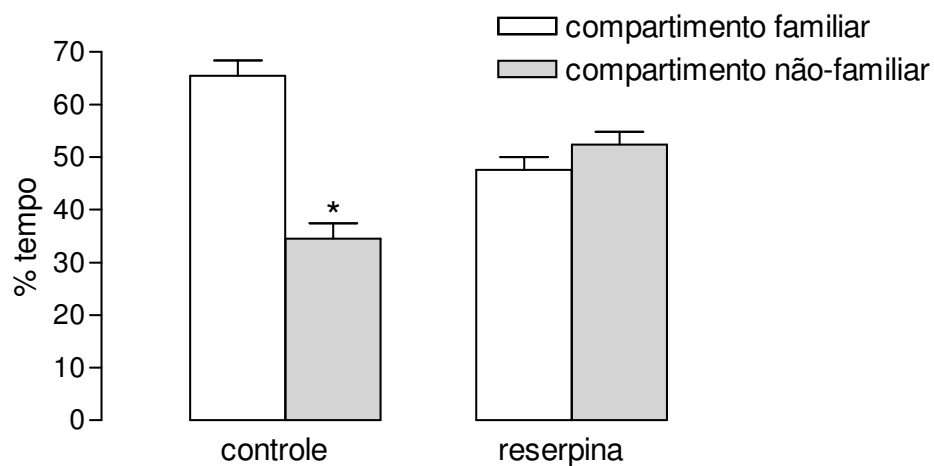 compartimento familiar
compartimento não-familiar
% tempo
70
60
50
40
30
20
10
0
*
controle
reserpina